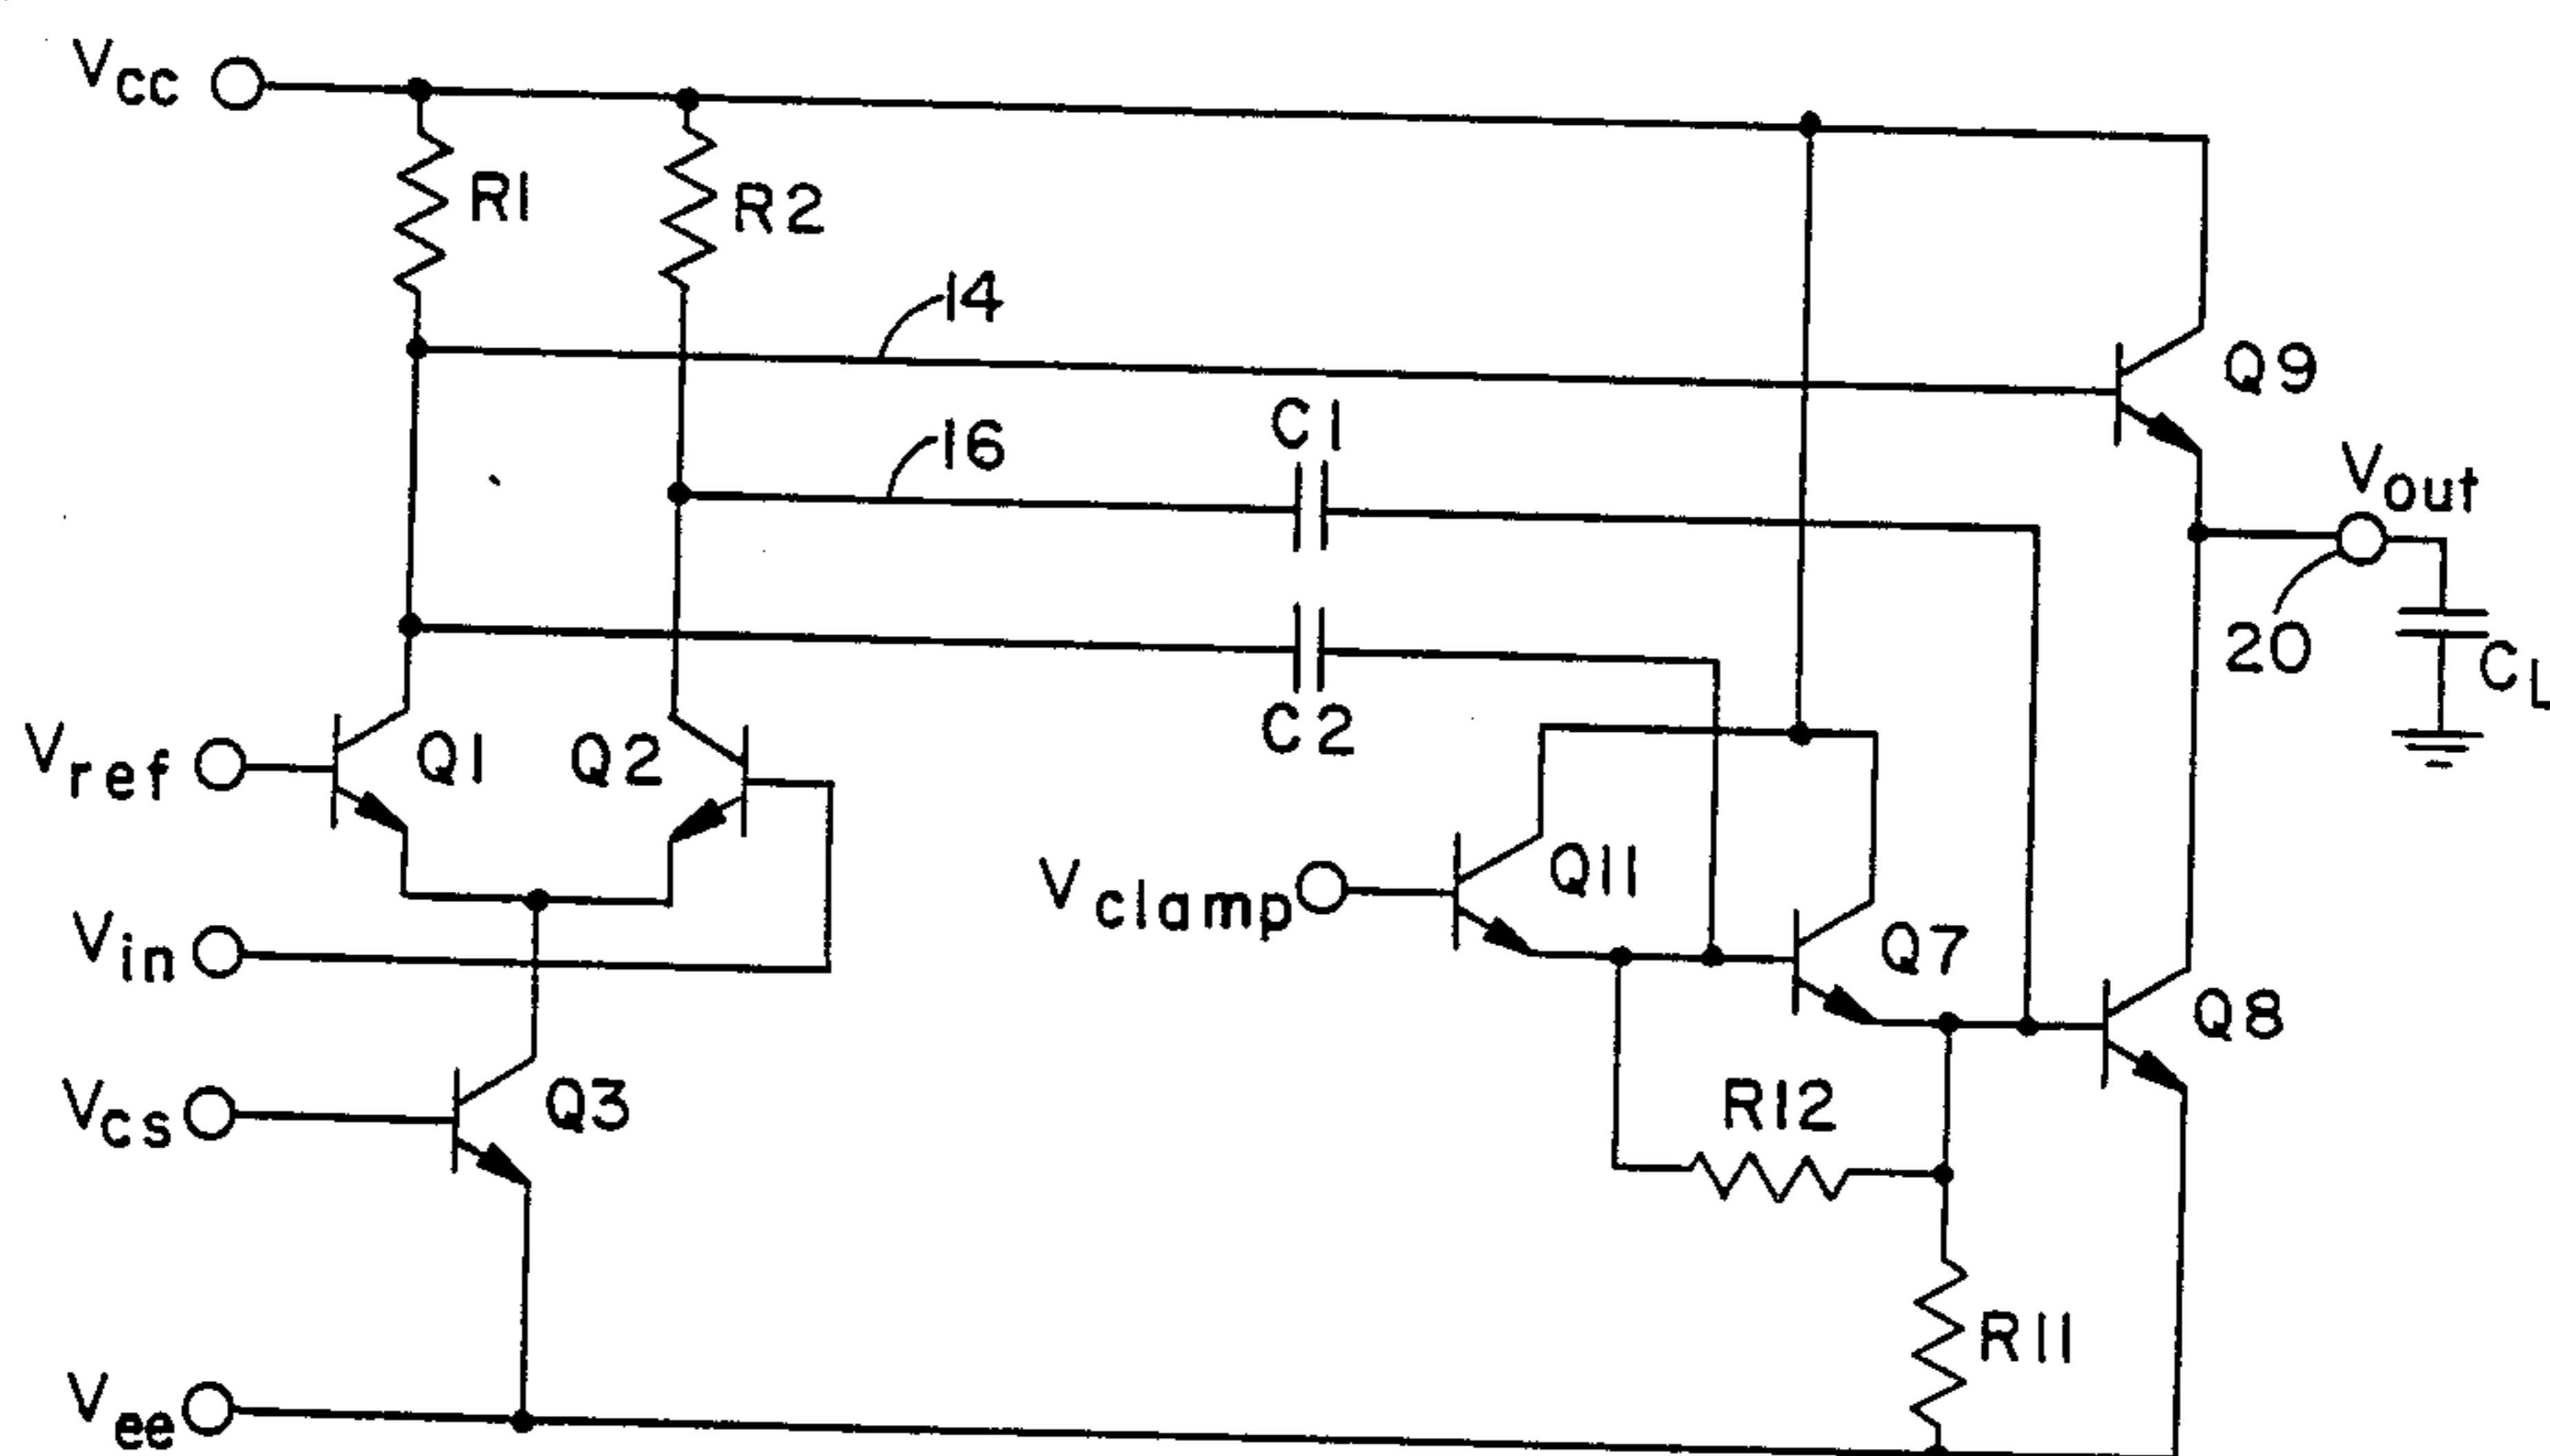 Vcc
R1
R2
14
Q9
C1
16
Vout
20
CL
C2
Vref
Q1
Q2
Q11
Vclamp
Vin
Q7
Q8
R12
Vcs
Q3
R11
Vee